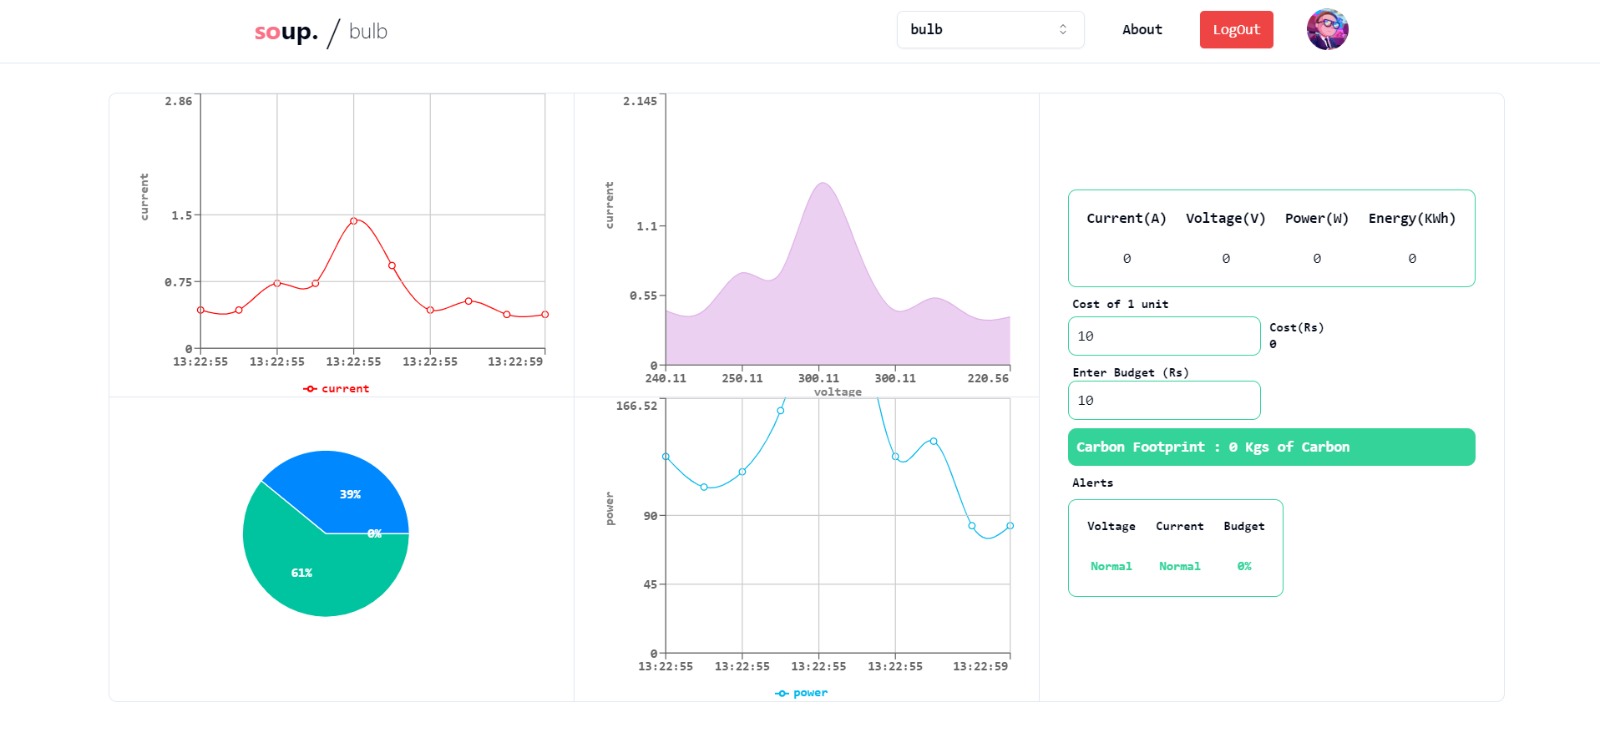 soup. / bulb
bulb
About
LogOut
2.86
1.5
0.75
0
current
13:22:55 13:22:55 13:22:55 13:22:55 13:22:59
current
2.145
1.1
0.55
0
current
240.11 250.11 300.11 300.11 220.56
voltage
Current(A) Voltage(V) Power(W) Energy(KWh)
0 0 0 0
Cost of 1 unit
10
Cost(Rs)
0
Enter Budget (Rs)
10
Carbon Footprint : 0 Kgs of Carbon
Alerts
Voltage Current Budget
Normal Normal 0%
39%
0%
61%
166.52
90
45
0
power
13:22:55 13:22:55 13:22:55 13:22:55 13:22:59
power